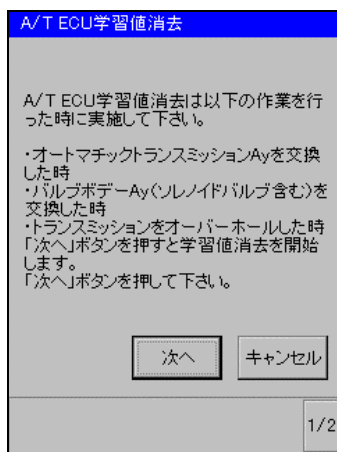 A/T ECU学習値消去
A/T ECU学習値消去は以下の作業を行
った時に実施して下さい。
・オートマチックトランスミッションAyを交換
した時
・バルブボデーAy(ソレノイドバルブ含む)を
交換した時
・トランスミッションをオーバーホールした時
「次へ」ボタンを押すと学習値消去を開始
します。
「次へ」ボタンを押して下さい。
次へ
キャンセル
1/2